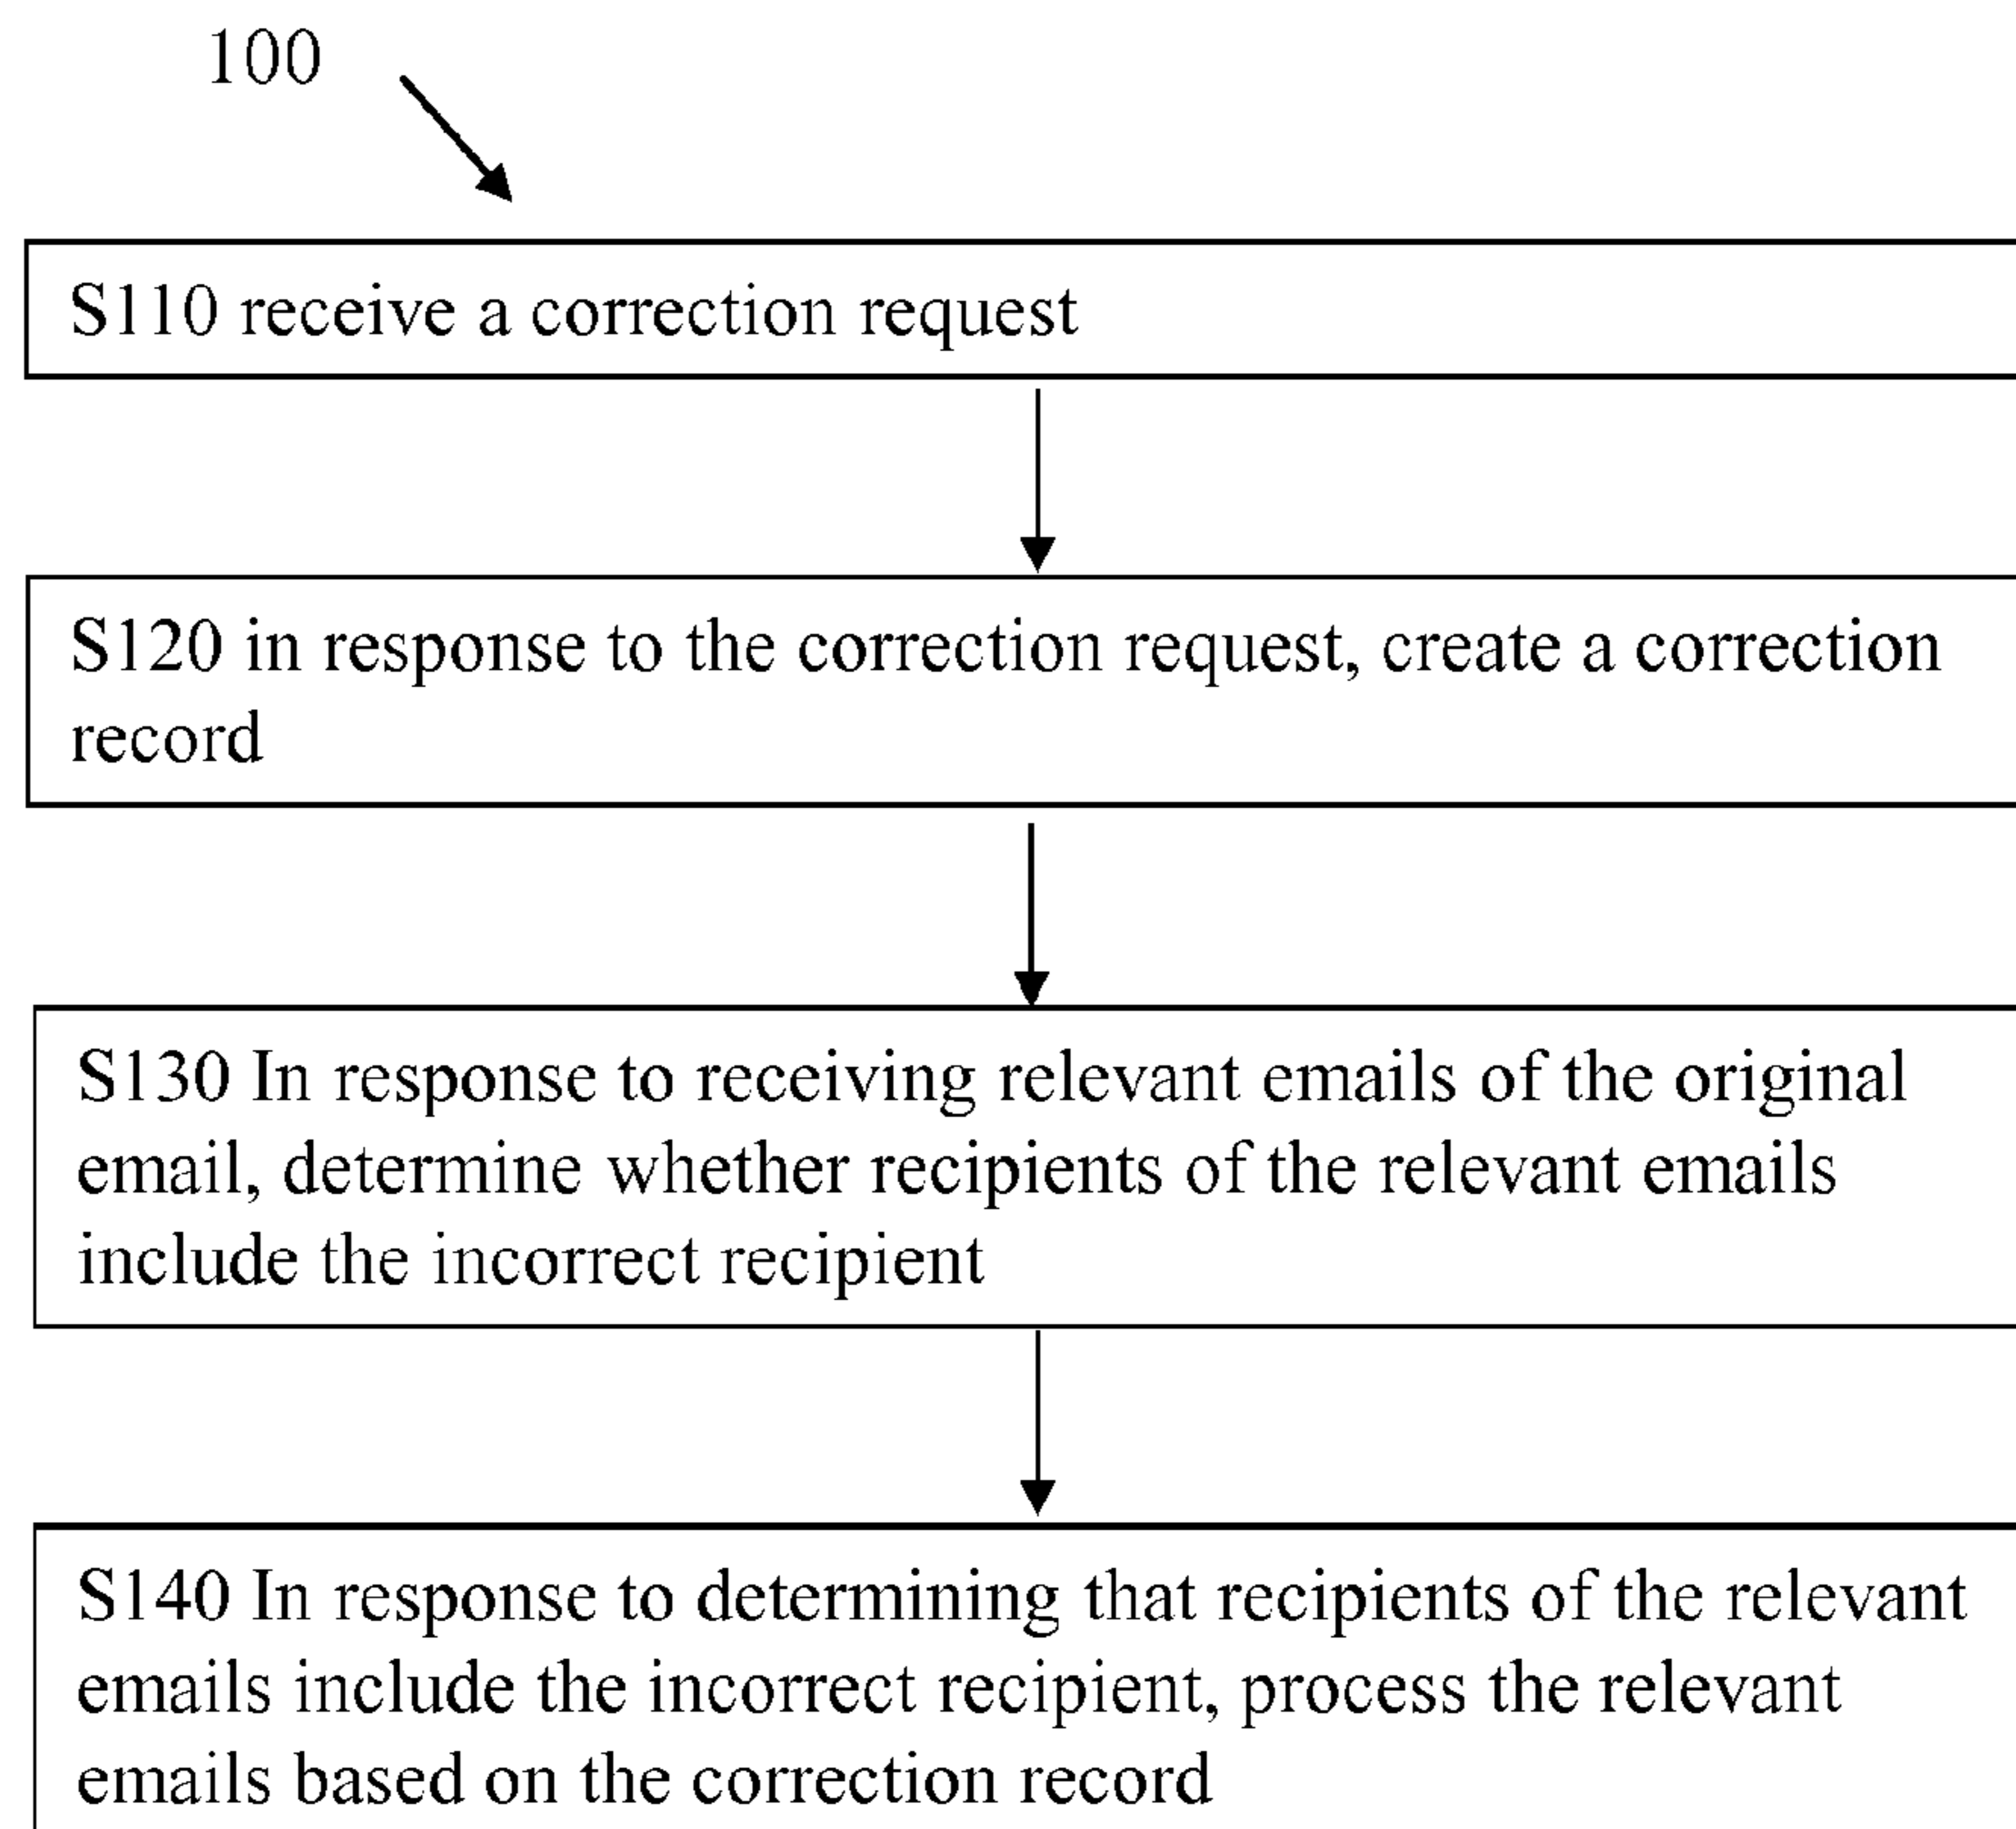 100
S110 receive a correction request
S120 in response to the correction request, create a correction
record
S130 In response to receiving relevant emails of the original
email, determine whether recipients of the relevant emails
include the incorrect recipient
S140 In response to determining that recipients of the relevant
emails include the incorrect recipient, process the relevant
emails based on the correction record